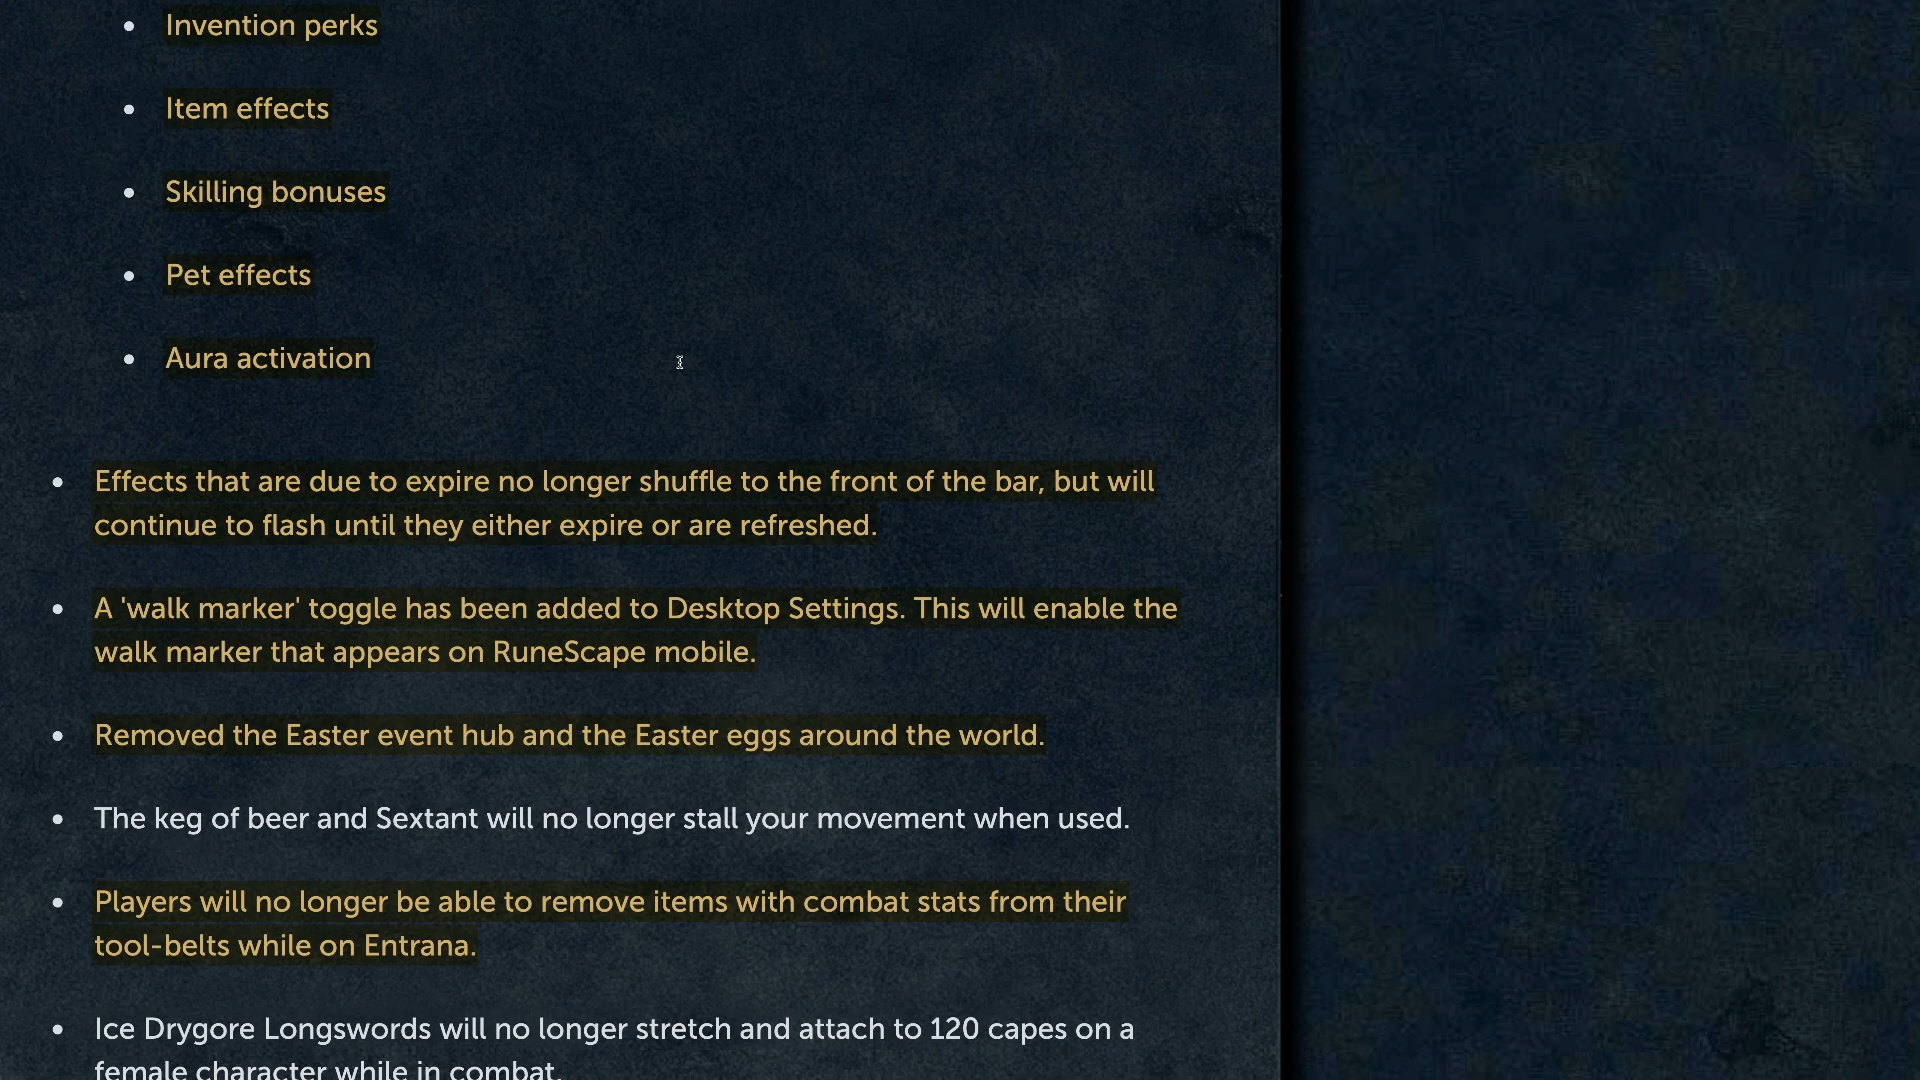 Invention perks
Item effects
Skilling bonuses
Pet effects
Aura activation
Effects that are due to expire no longer shuffle to the front of the bar, but will
continue to flash until they either expire or are refreshed.
A 'walk marker' toggle has been added to Desktop Settings. This will enable the
walk marker that appears on RuneScape mobile.
Removed the Easter event hub and the Easter eggs around the world.
The keg of beer and Sextant will no longer stall your movement when used.
Players will no longer be able to remove items with combat stats from their
tool-belts while on Entrana.
Ice Drygore Longswords will no longer stretch and attach to 120 capes on a
female character while in combat.